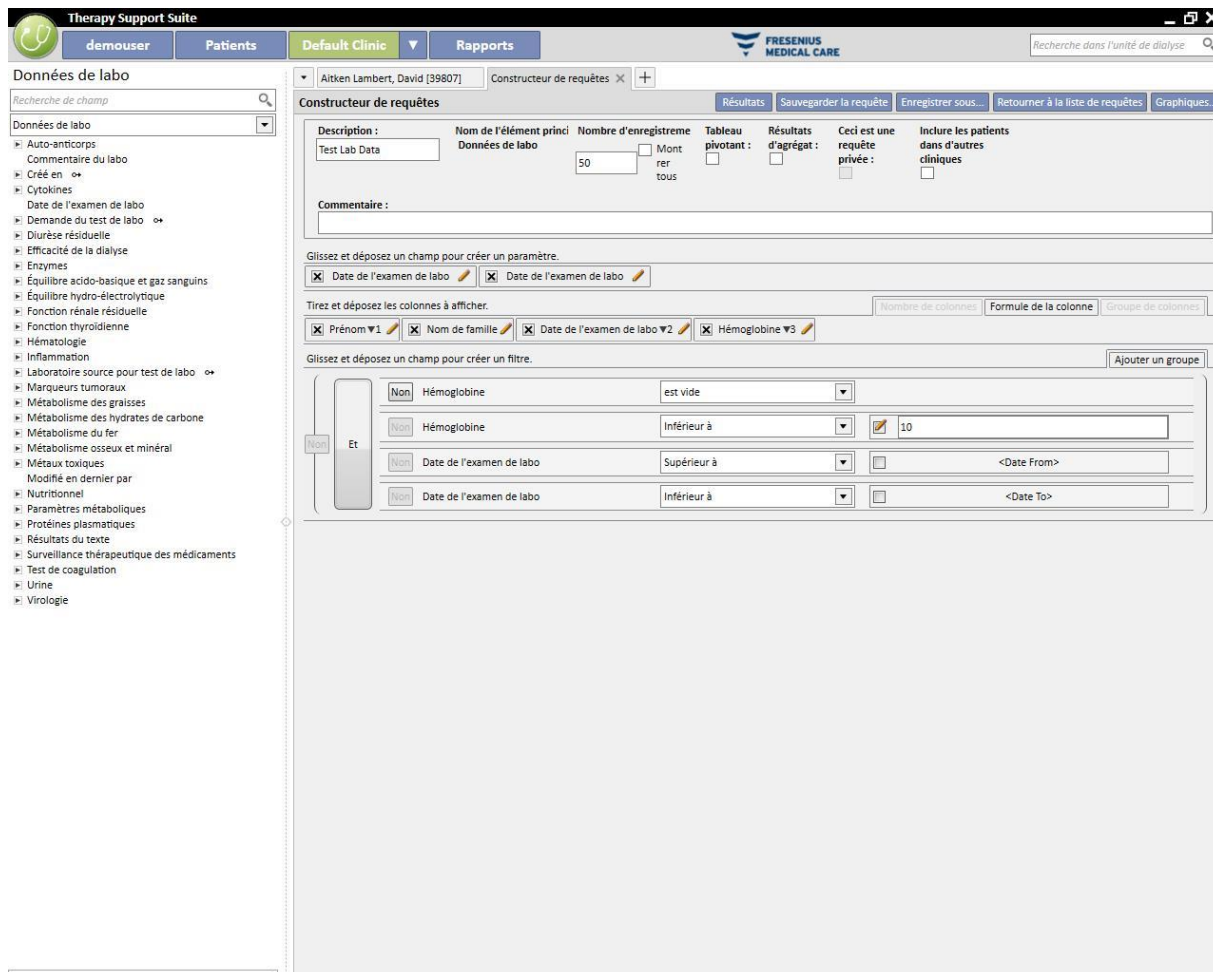 Therapy Support Suite
demouser Patients Default Clinic Rapports FRESENIUS MEDICAL CARE Recherche dans l'unité de dialyse
Données de labo
Recherche de champ
Données de labo
Auto-anticorps
Commentaire du labo
Créé en
Cytokines
Date de l'examen de labo
Demande du test de labo
Diurèse résiduelle
Efficacité de la dialyse
Enzymes
Équilibre acido-basique et gaz sanguins
Équilibre hydro-électrolytique
Fonction rénale résiduelle
Fonction thyroïdienne
Hématologie
Inflammation
Laboratoire source pour test de labo
Marqueurs tumoraux
Métabolisme des graisses
Métabolisme des hydrates de carbone
Métabolisme du fer
Métabolisme osseux et minéral
Métaux toxiques
Modifié en dernier par
Nutritionnel
Paramètres métaboliques
Protéines plasmatiques
Résultats du texte
Surveillance thérapeutique des médicaments
Test de coagulation
Urine
Virologie
Aitken Lambert, David [39807] Constructeur de requêtes
Constructeur de requêtes Résultats Sauvegarder la requête Enregistrer sous... Retourner à la liste de requêtes Graphiques...
Description :
Test Lab Data
Nom de l'élément princi
Données de labo
Nombre d'enregistreme
50
Mont
rer
tous
Tableau
pivotant :
Résultats
d'agrégat :
Ceci est une
requête
privée :
Inclure les patients
dans d'autres
cliniques
Commentaire :
Glissez et déposez un champ pour créer un paramètre.
Date de l'examen de labo Date de l'examen de labo
Tirez et déposez les colonnes à afficher. Nombre de colonnes Formule de la colonne Groupe de colonnes
Prénom ▼1 Nom de famille Date de l'examen de labo ▼2 Hémoglobine ▼3
Glissez et déposez un champ pour créer un filtre. Ajouter un groupe
Non Et
Non Hémoglobine est vide
Non Hémoglobine Inférieur à 10
Non Date de l'examen de labo Supérieur à <Date From>
Non Date de l'examen de labo Inférieur à <Date To>